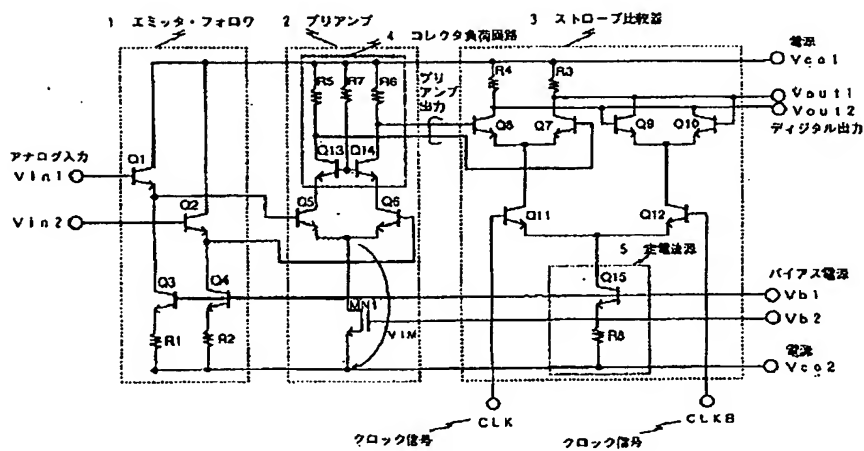 1 エミッタ・フォロワ
2 プリアンプ
4 コレクタ負荷回路
3 ストローブ比較器
電源
Vco1
R5
R7
R6
プリアンプ出力
R4
R3
Vout1
Vout2
ディジタル出力
Q8
Q7
Q9
Q10
Q13
Q14
アナログ入力
Vin1
Q1
Vin2
Q2
Q5
Q6
Q11
Q12
5 定電流源
Q3
Q4
Q15
バイアス電源
Vb1
MN1
VIM
Vb2
R1
R2
R8
電源
Vco2
CLK
CLKB
クロック信号
クロック信号